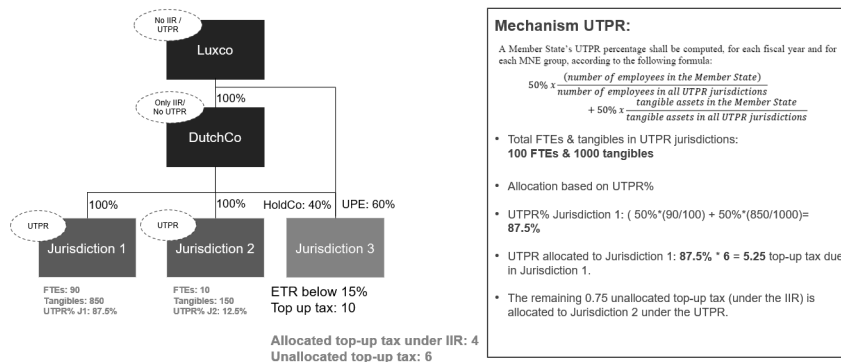 No IIR /
UTPR
Luxco
100%
Only IIR/
No UTPR
DutchCo
100%
100%
HoldCo: 40%
UPE: 60%
UTPR
UTPR
Jurisdiction 1
Jurisdiction 2
Jurisdiction 3
FTEs: 90
Tangibles: 850
UTPR% J1: 87.5%
FTEs: 10
Tangibles: 150
UTPR% J2: 12.5%
ETR below 15%
Top up tax: 10
Allocated top-up tax under IIR: 4
Unallocated top-up tax: 6
Mechanism UTPR:
A Member State's UTPR percentage shall be computed, for each fiscal year and for
each MNE group, according to the following formula:
50% x (number of employees in the Member State)
number of employees in all UTPR jurisdictions
+ 50% x tangible assets in the Member State
tangible assets in all UTPR jurisdictions
• Total FTEs & tangibles in UTPR jurisdictions:
100 FTEs & 1000 tangibles
• Allocation based on UTPR%
• UTPR% Jurisdiction 1: ( 50%*(90/100) + 50%*(850/1000)=
87.5%
• UTPR allocated to Jurisdiction 1: 87.5% * 6 = 5.25 top-up tax due
in Jurisdiction 1.
• The remaining 0.75 unallocated top-up tax (under the IIR) is
allocated to Jurisdiction 2 under the UTPR.